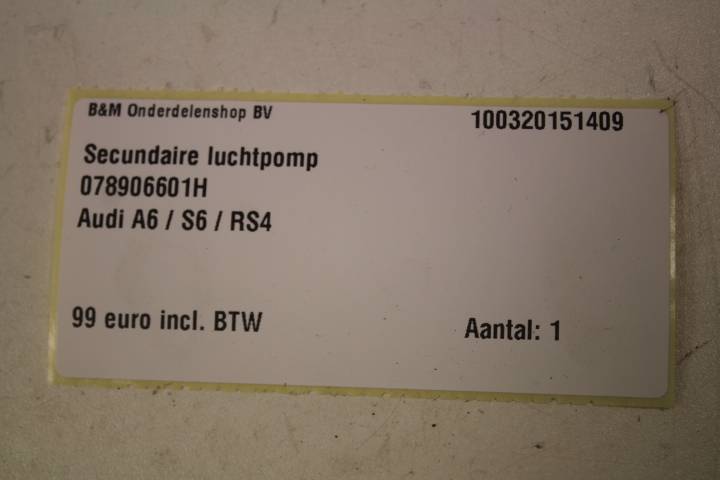 B&M Onderdelenshop BV
100320151409
Secundaire luchtpomp
078906601H
Audi A6 / S6 / RS4
99 euro incl. BTW
Aantal: 1